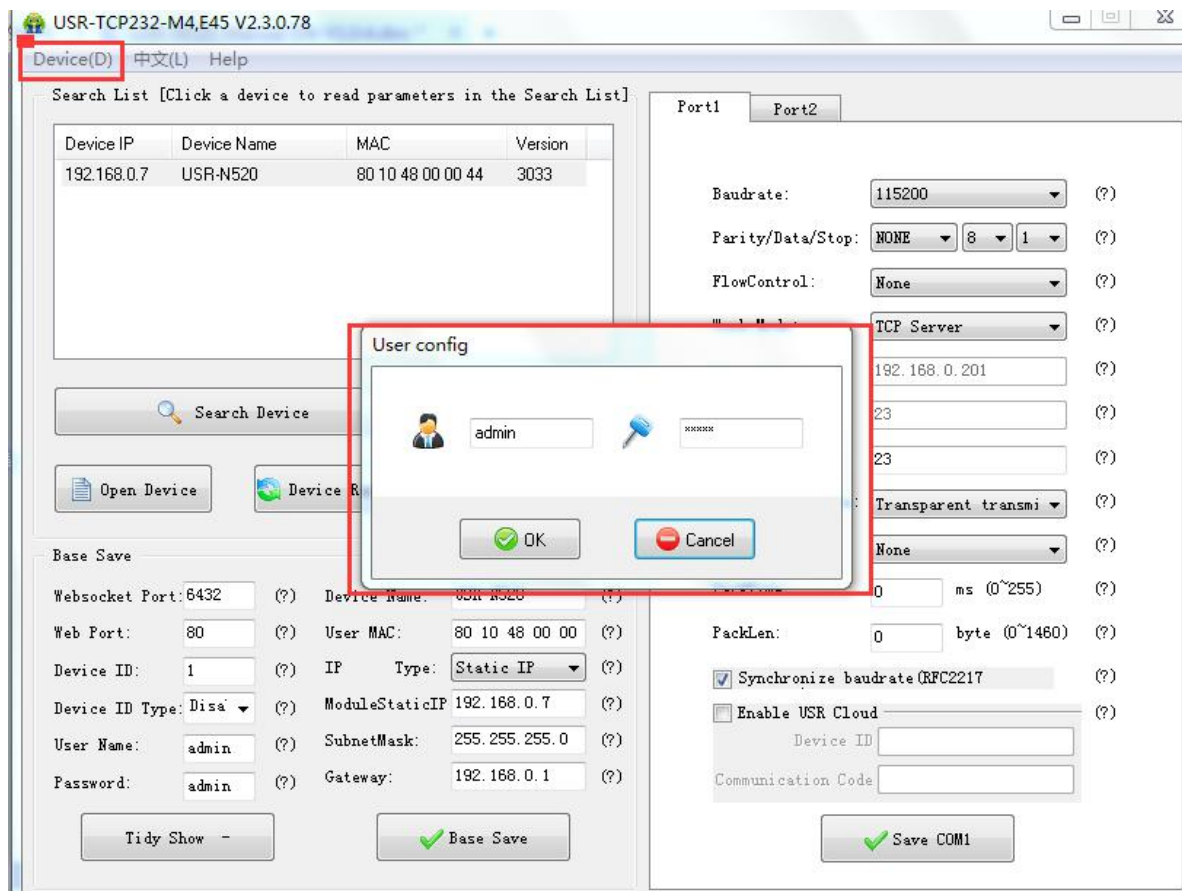 USR-TCP232-M4,E45 V2.3.0.78
Device(D) 中文(L) Help
Search List [Click a device to read parameters in the Search List]
Device IP Device Name MAC Version
192.168.0.7 USR-N520 80 10 48 00 00 44 3033
Search Device
Open Device
Device R
Base Save
Websocket Port: 6432 (?) Device Name: USR-N520 (?)
Web Port: 80 (?) User MAC: 80 10 48 00 00 (?)
Device ID: 1 (?) IP Type: Static IP (?)
Device ID Type: Disa (?) ModuleStaticIP 192.168.0.7 (?)
User Name: admin (?) SubnetMask: 255.255.255.0 (?)
Password: admin (?) Gateway: 192.168.0.1 (?)
Tidy Show - Base Save
User config
admin *****
OK Cancel
Port1 Port2
Baudrate: 115200 (?)
Parity/Data/Stop: NONE 8 1 (?)
FlowControl: None (?)
TCP Server (?)
192.168.0.201 (?)
23 (?)
23 (?)
: Transparent transmi (?)
None (?)
0 ms (0~255) (?)
PackLen: 0 byte (0~1460) (?)
Synchronize baudrate(RFC2217 (?)
Enable USR Cloud (?)
Device ID
Communication Code
Save COM1